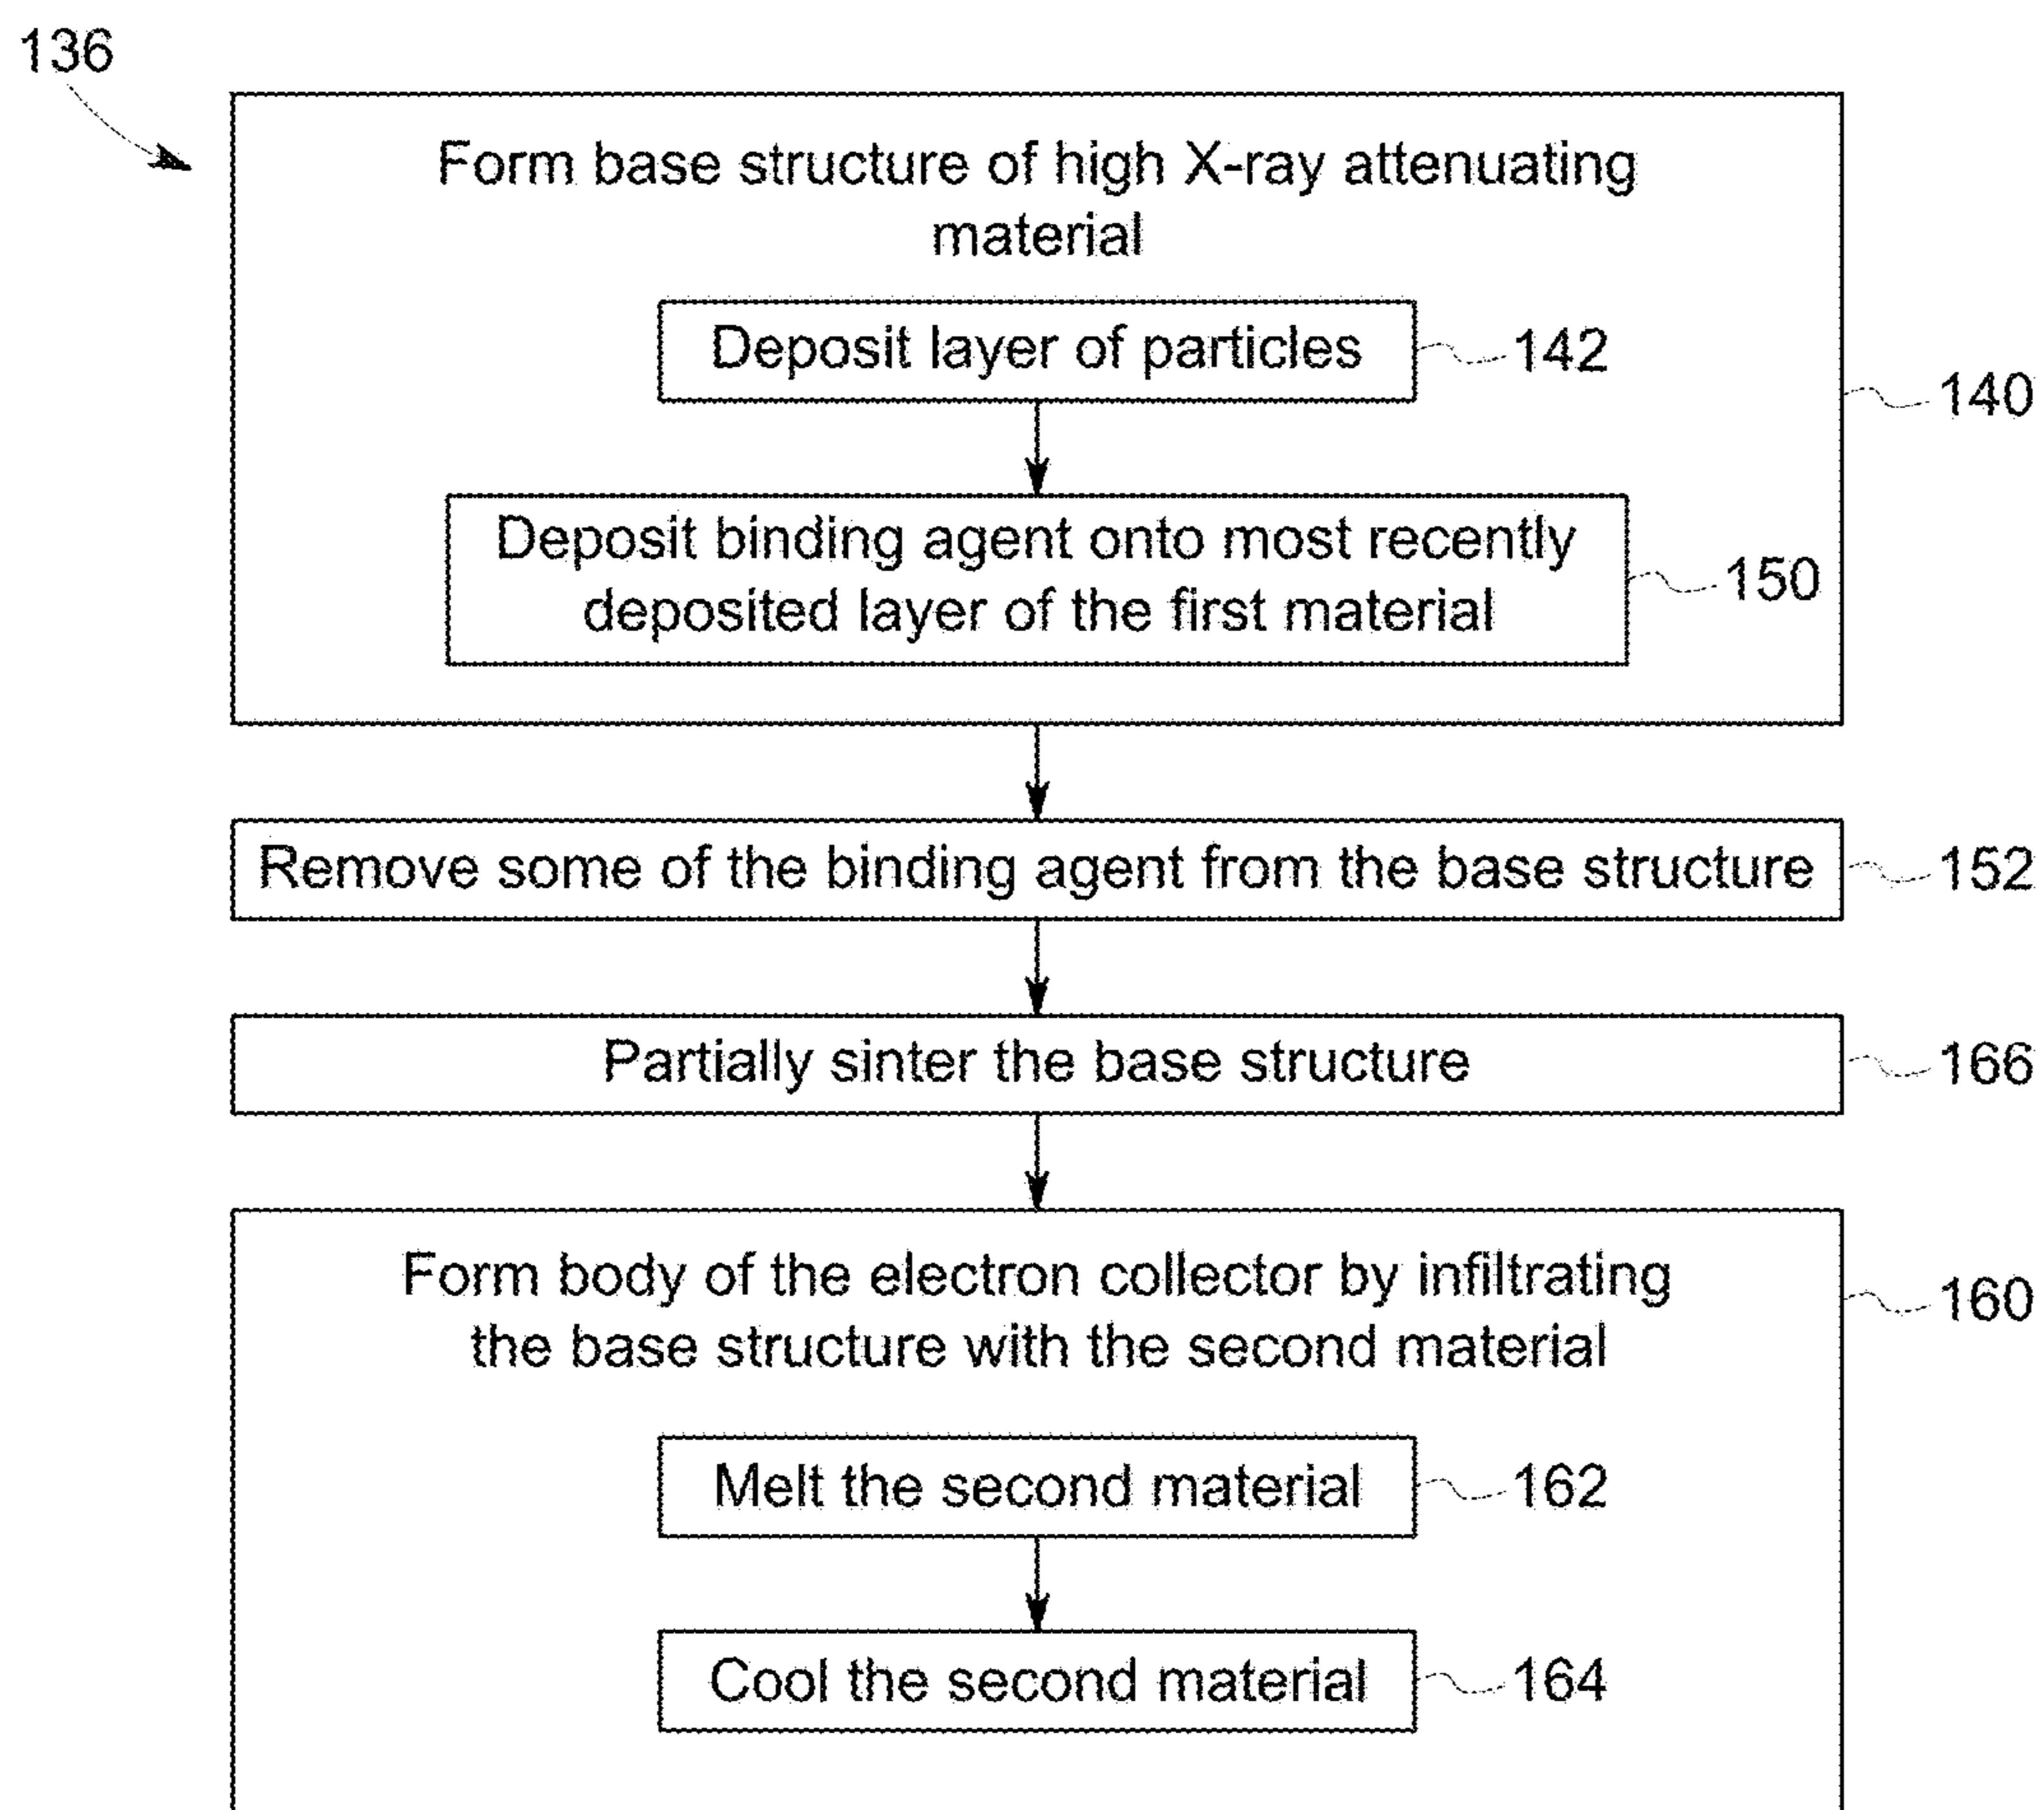 136
Form base structure of high X-ray attenuating
material
Deposit layer of particles
142
140
Deposit binding agent onto most recently
deposited layer of the first material
150
Remove some of the binding agent from the base structure
152
Partially sinter the base structure
166
Form body of the electron collector by infiltrating
the base structure with the second material
160
Melt the second material
162
Cool the second material
164